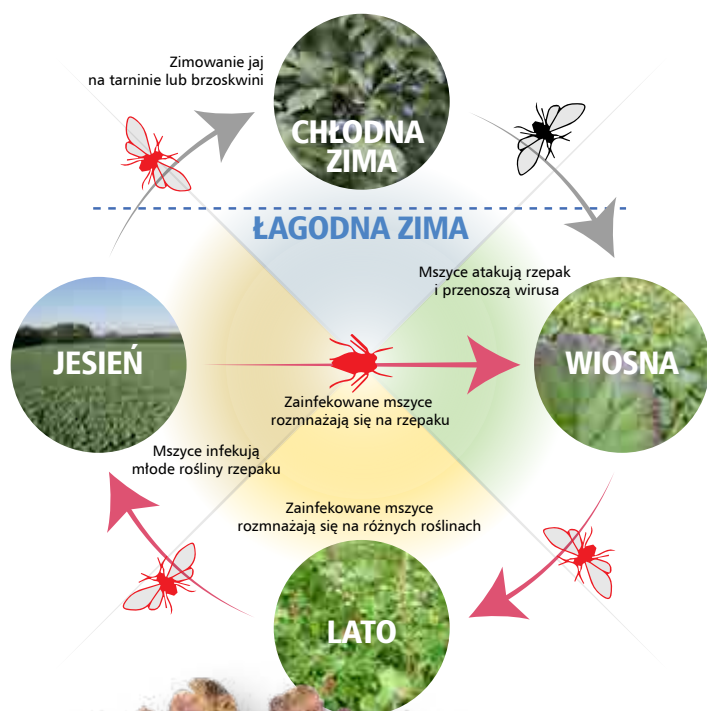 Zimowanie jaj
na tarninie lub brzoskwini
CHŁODNA
ZIMA
ŁAGODNA ZIMA
Mszyce atakują rzepak
i przenoszą wirusa
JESIEŃ
WIOSNA
Zainfekowane mszyce
rozmnażają się na rzepaku
Mszyce infekują
młode rośliny rzepaku
Zainfekowane mszyce
rozmnażają się na różnych roślinach
LATO